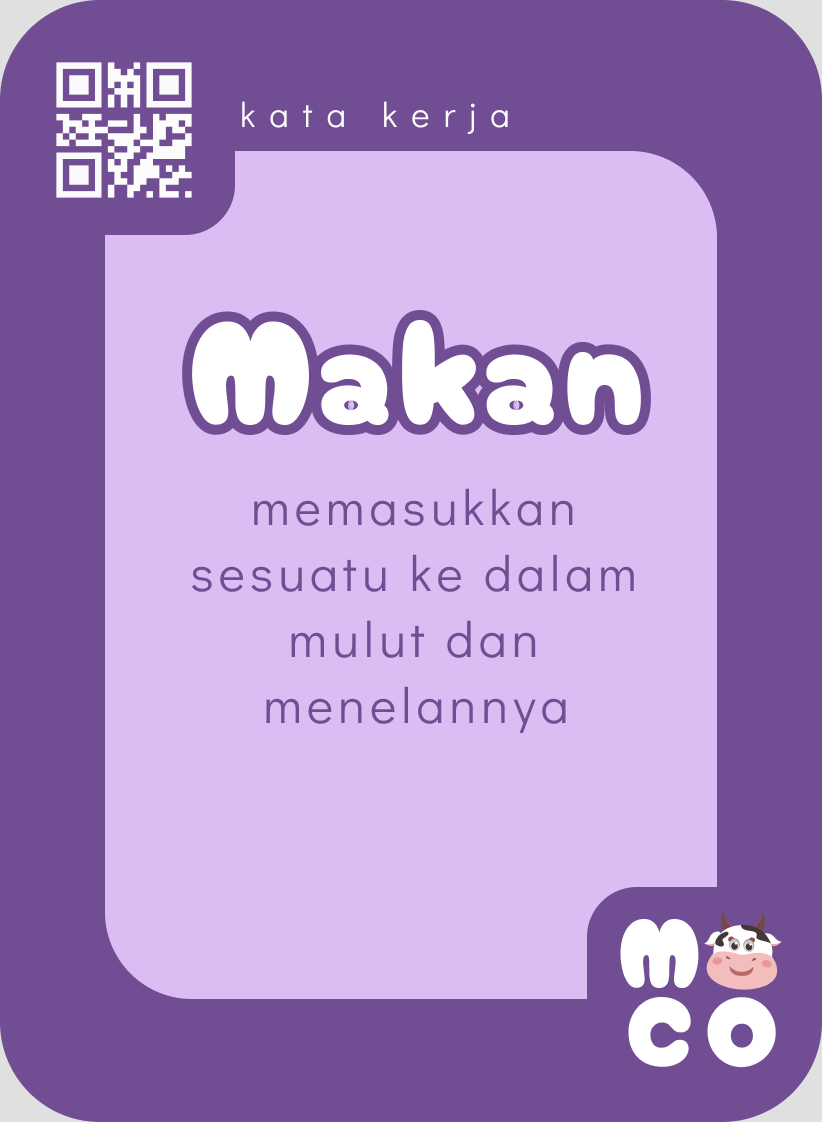 kata kerja
Makan
memasukkan
sesuatu ke dalam
mulut dan
menelannya
M
CO